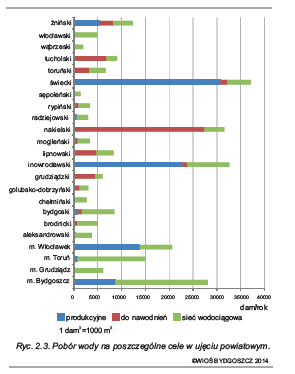 żniński
włocławski
wąbrzeski
tucholski
toruński
świecki
sępoleński
rypiński
radziejowski
nakielski
mogileński
lipnowski
inowrocławski
grudziądzki
golubsko-dobrzyński
chełmiński
bydgoski
brodnicki
aleksandrowski
m. Włocławek
m. Toruń
m. Grudziądz
m. Bydgoszcz
0 5000 10000 15000 20000 25000 30000 35000 40000
dam³/rok
produkcyjne do nawodnień sieć wodociągowa
1 dam³=1000 m³
Ryc. 2.3. Pobór wody na poszczególne cele w ujęciu powiatowym.
©WIOŚ BYDGOSZCZ 2014